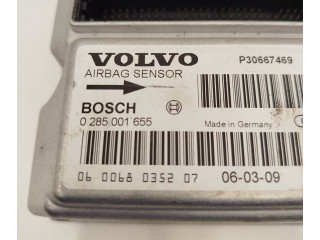 VOLVO P30667469
AIRBAG SENSOR
BOSCH
0 285 001 655 Made in Germany
06 0068 0352 07 06-03-09